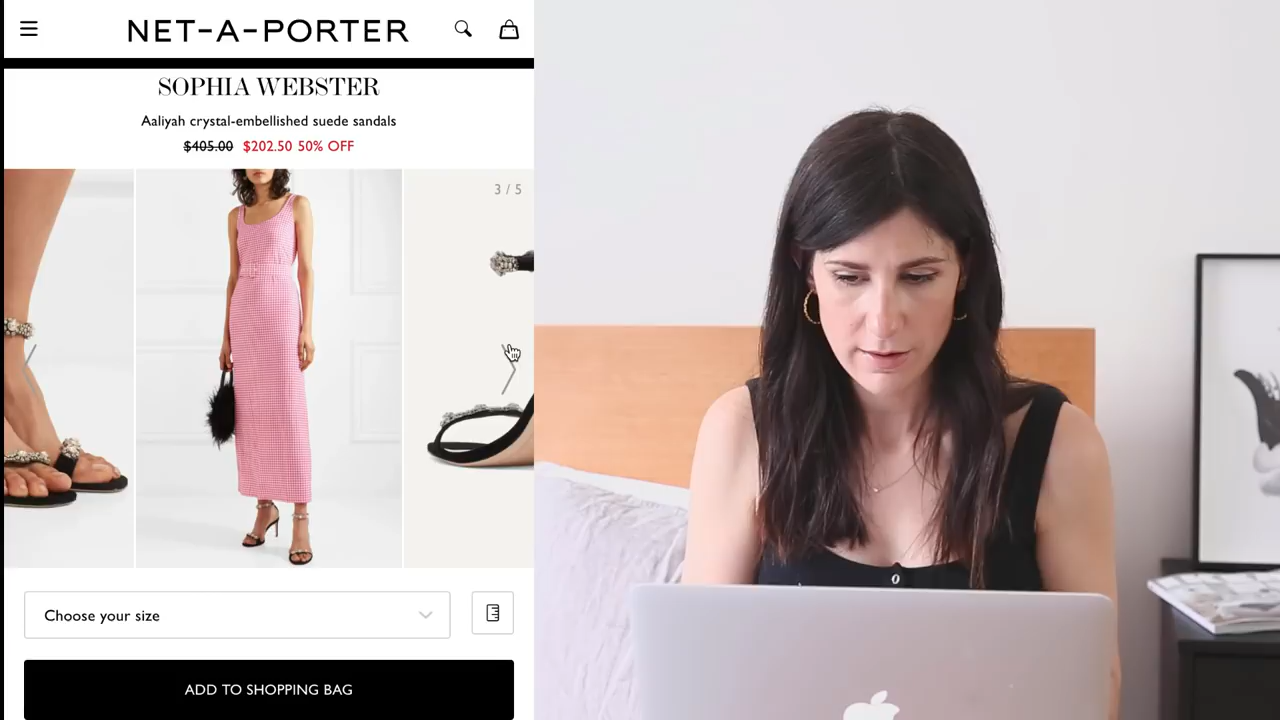 NET-A-PORTER
SOPHIA WEBSTER
Aaliyah crystal-embellished suede sandals
$405.00 $202.50 50% OFF
3 / 5
Choose your size
ADD TO SHOPPING BAG